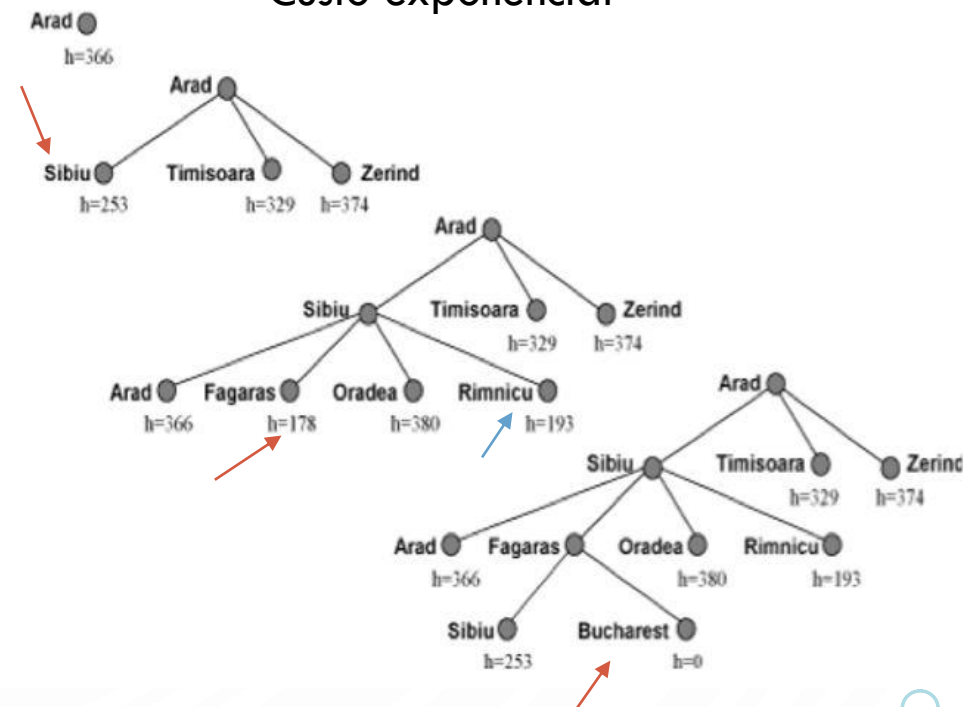 Custo exponencial
Arad
h=366
Arad
Sibiu Timisoara Zerind
h=253 h=329 h=374
Arad
Sibiu Timisoara Zerind
h=329 h=374
Arad Fagaras Oradea Rimnicu
h=366 h=178 h=380 h=193
Arad
Sibiu Timisoara Zerind
h=329 h=374
Arad Fagaras Oradea Rimnicu
h=366 h=380 h=193
Sibiu Bucharest
h=253 h=0